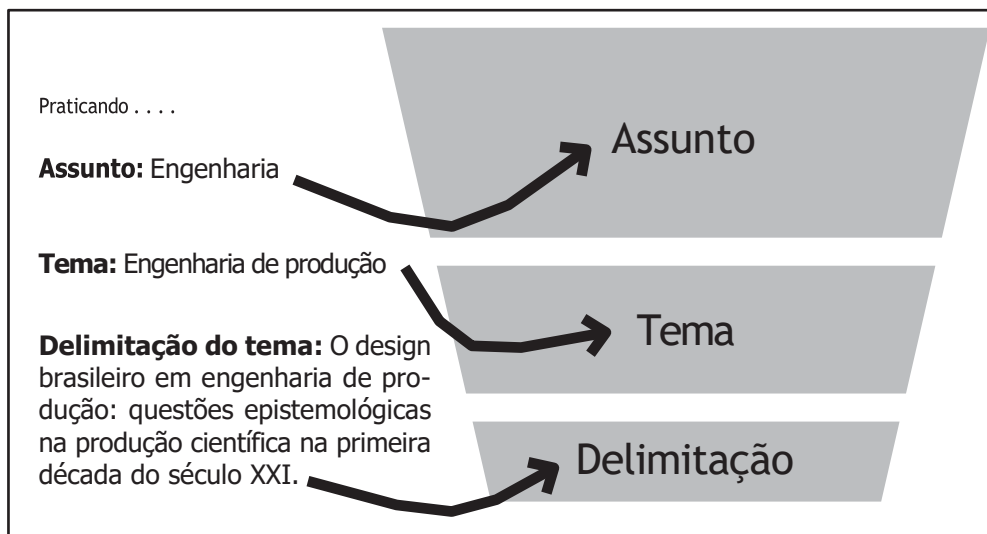 Praticando . . . .
Assunto: Engenharia
Tema: Engenharia de produção
Delimitação do tema: O design
brasileiro em engenharia de pro-
dução: questões epistemológicas
na produção científica na primeira
década do século XXI.
Assunto
Tema
Delimitação